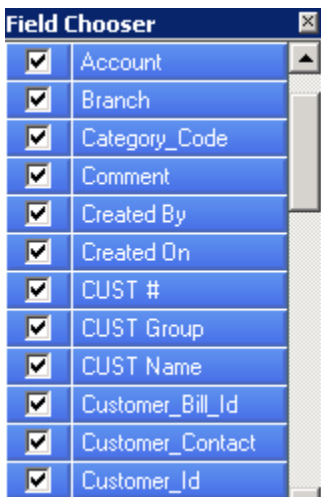 Field Chooser
Account
Branch
Category_Code
Comment
Created By
Created On
CUST #
CUST Group
CUST Name
Customer_Bill_Id
Customer_Contact
Customer_Id